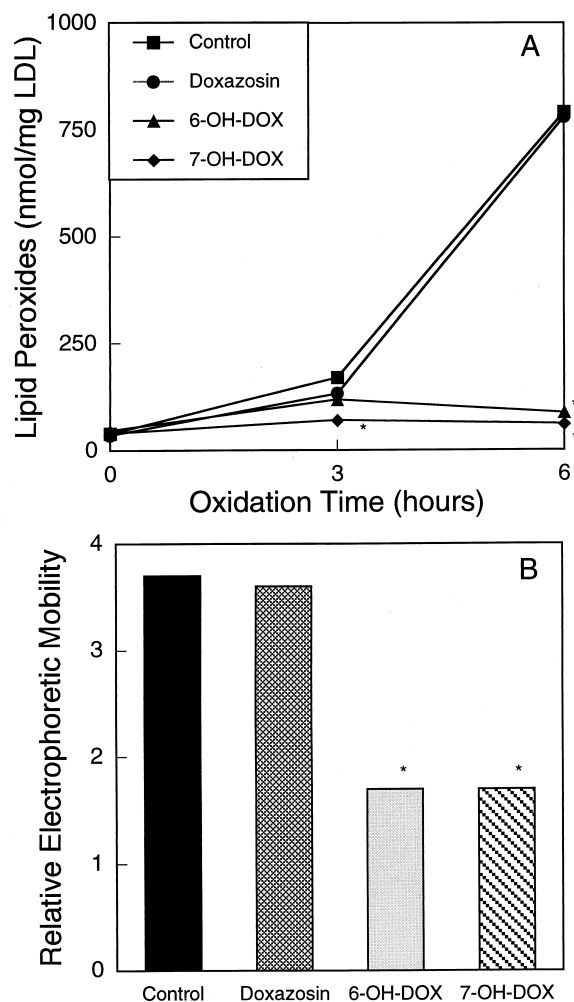 1000
A
Control
Doxazosin
6-OH-DOX
7-OH-DOX
750
500
250
0
Lipid Peroxides (nmol/mg LDL)
*
*
*
0
3
6
Oxidation Time (hours)
4
B
3
2
1
0
Relative Electrophoretic Mobility
* *
Control Doxazosin 6-OH-DOX 7-OH-DOX